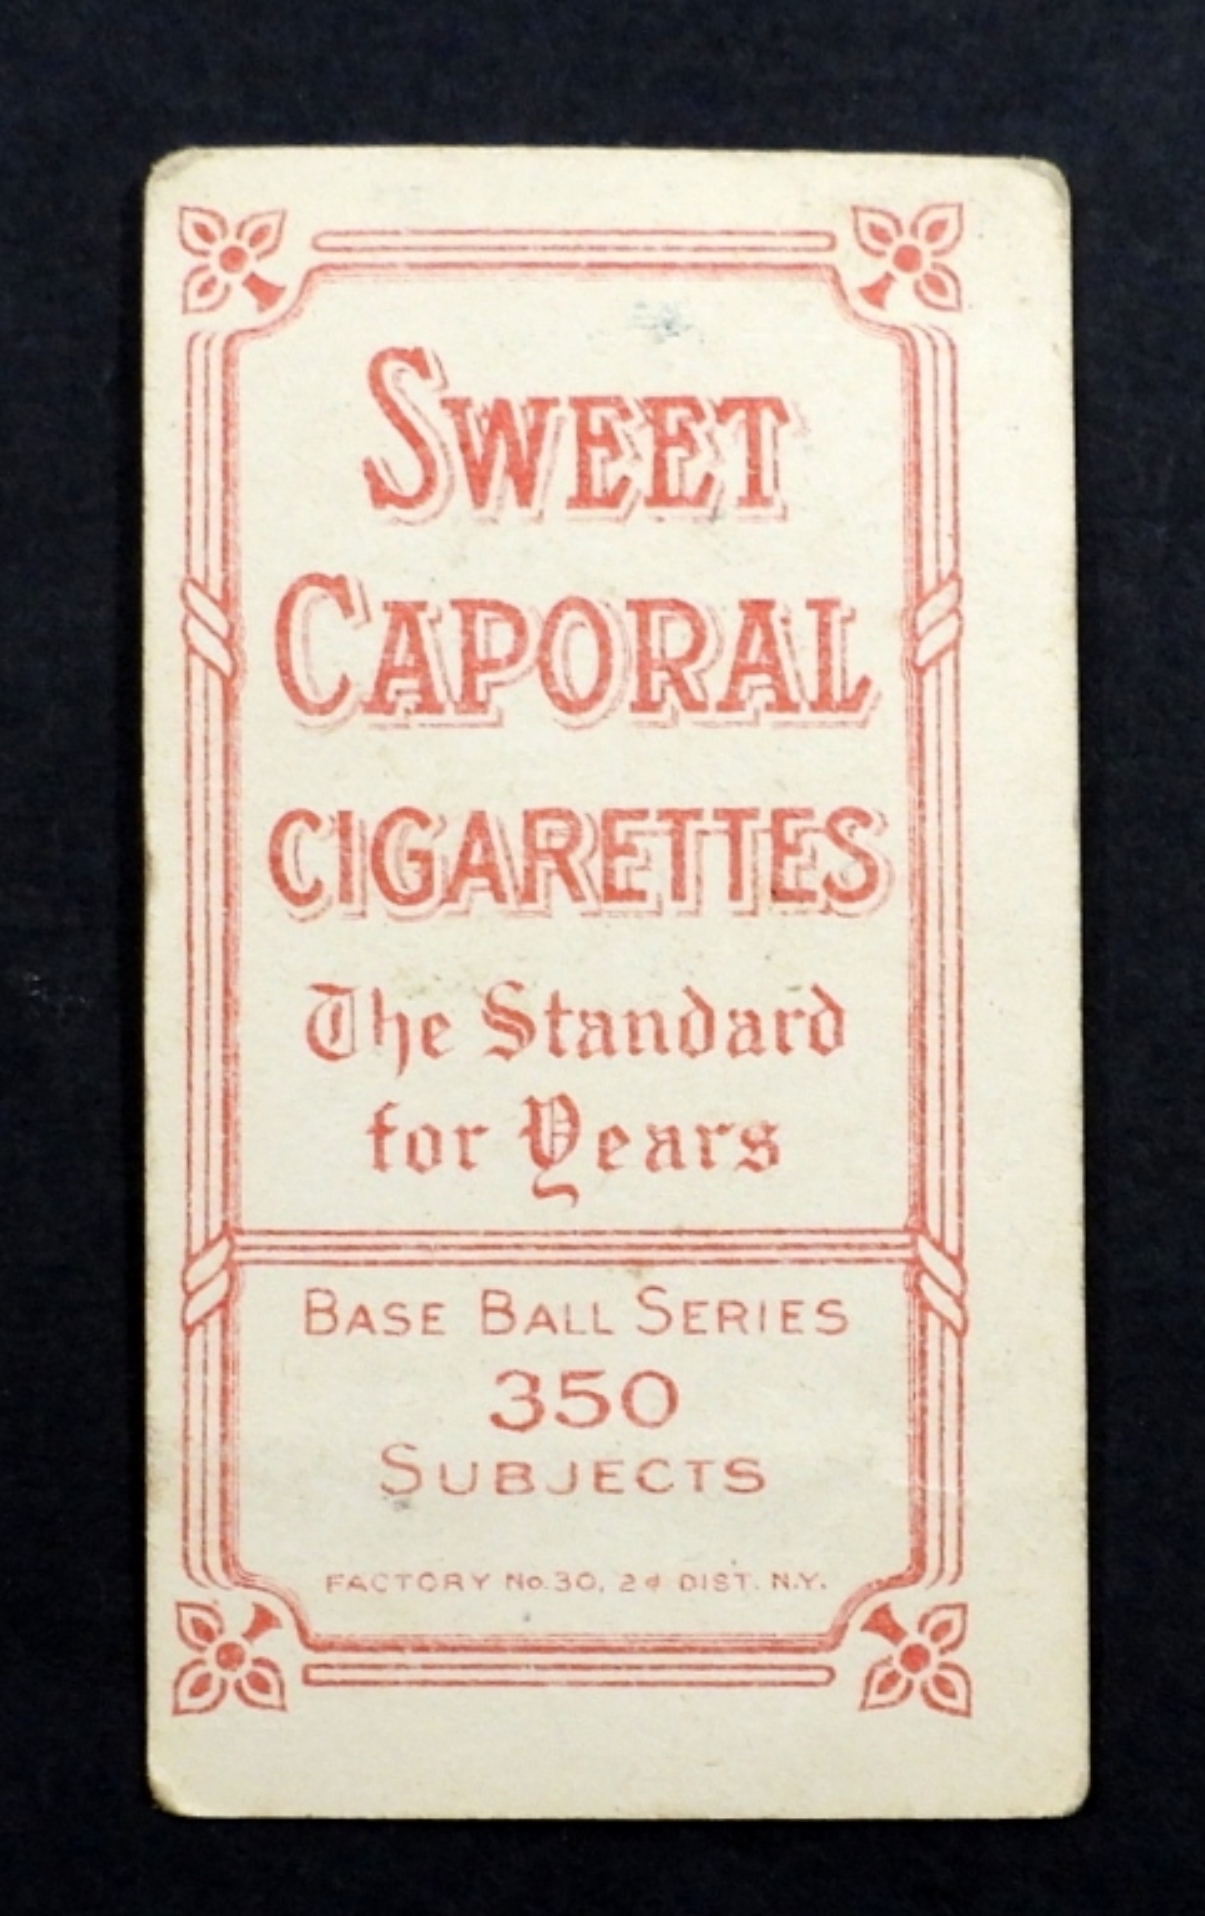 SWEET
CAPORAL
CIGARETTES
The Standard
for Years
BASE BALL SERIES
350
SUBJECTS
FACTORY No. 30, 2d DIST. N.Y.